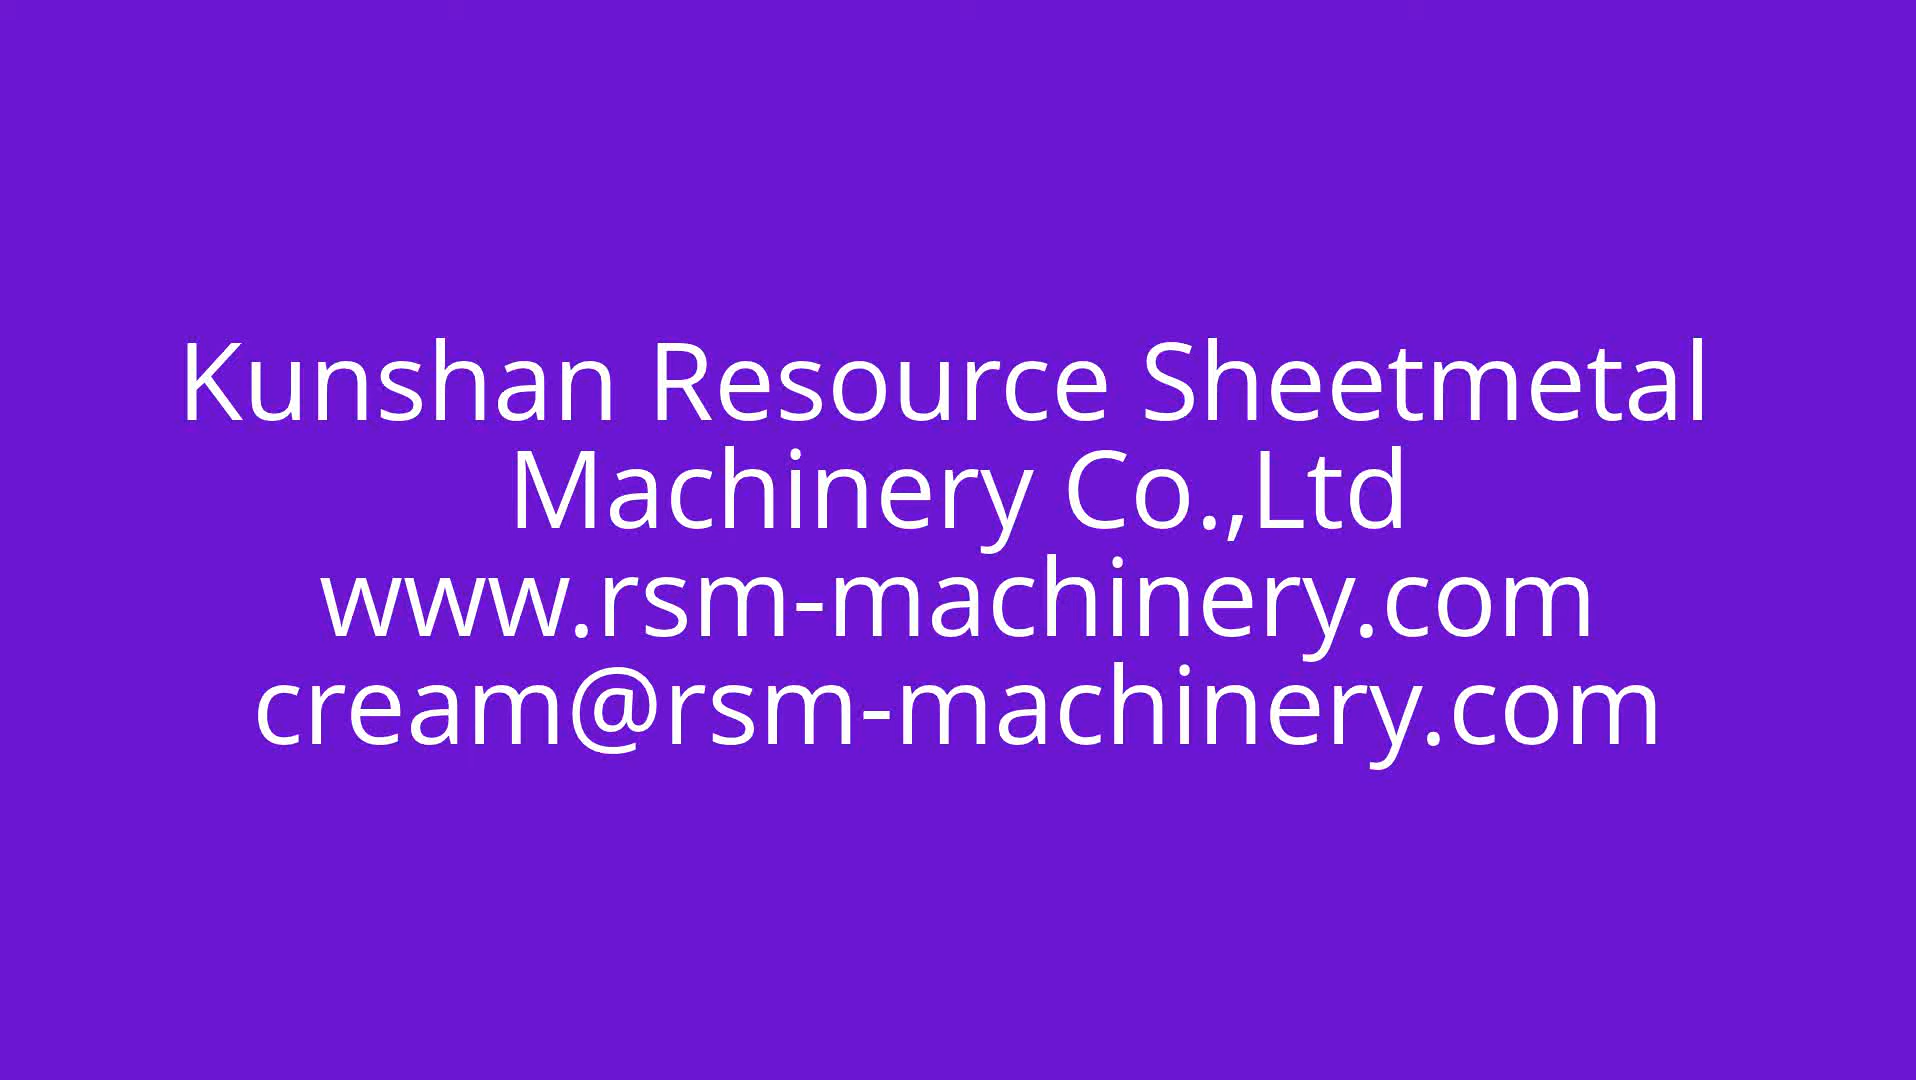 Kunshan Resource Sheetmetal
Machinery Co.,Ltd
www.rsm-machinery.com
cream@rsm-machinery.com